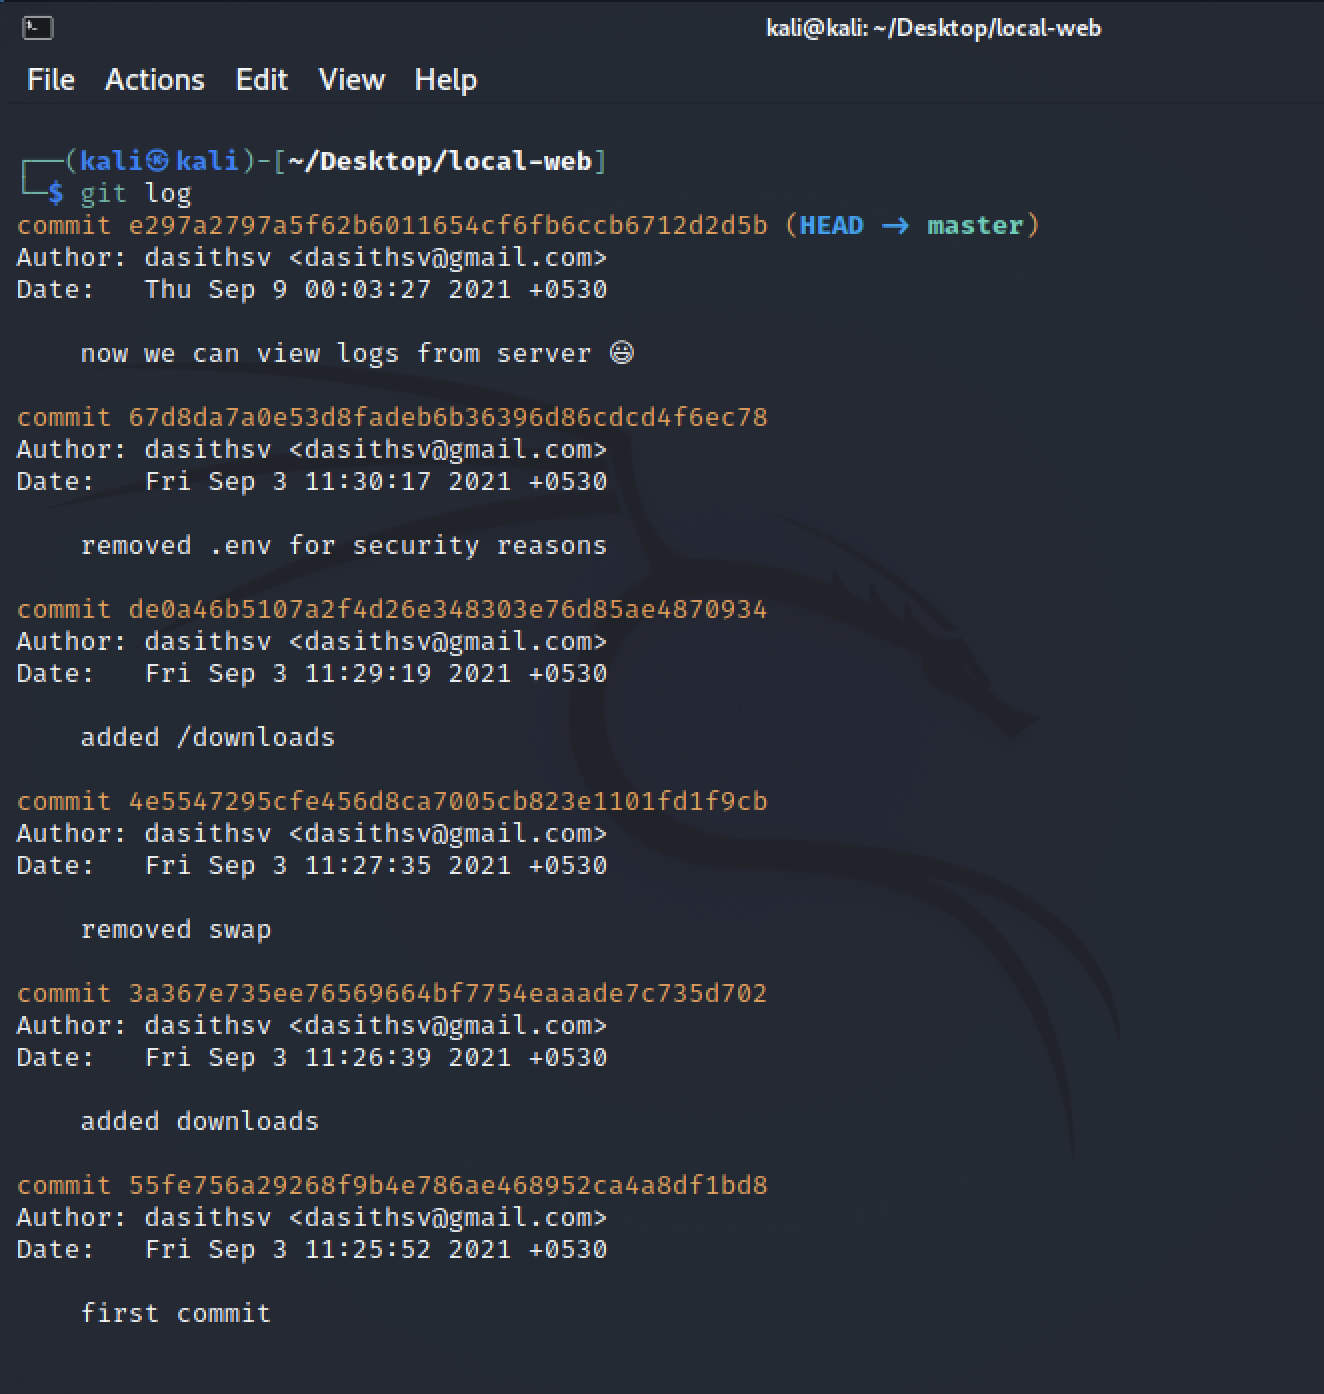 kali@kali: ~/Desktop/local-web
File Actions Edit View Help
┌──(kali㉿kali)-[~/Desktop/local-web]
└─$ git log
commit e297a2797a5f62b6011654cf6fb6ccb6712d2d5b (HEAD → master)
Author: dasithsv <dasithsv@gmail.com>
Date:   Thu Sep 9 00:03:27 2021 +0530
now we can view logs from server 😃
commit 67d8da7a0e53d8fadeb6b36396d86cdcd4f6ec78
Author: dasithsv <dasithsv@gmail.com>
Date:   Fri Sep 3 11:30:17 2021 +0530
removed .env for security reasons
commit de0a46b5107a2f4d26e348303e76d85ae4870934
Author: dasithsv <dasithsv@gmail.com>
Date:   Fri Sep 3 11:29:19 2021 +0530
added /downloads
commit 4e5547295cfe456d8ca7005cb823e1101fd1f9cb
Author: dasithsv <dasithsv@gmail.com>
Date:   Fri Sep 3 11:27:35 2021 +0530
removed swap
commit 3a367e735ee76569664bf7754eaaade7c735d702
Author: dasithsv <dasithsv@gmail.com>
Date:   Fri Sep 3 11:26:39 2021 +0530
added downloads
commit 55fe756a29268f9b4e786ae468952ca4a8df1bd8
Author: dasithsv <dasithsv@gmail.com>
Date:   Fri Sep 3 11:25:52 2021 +0530
first commit